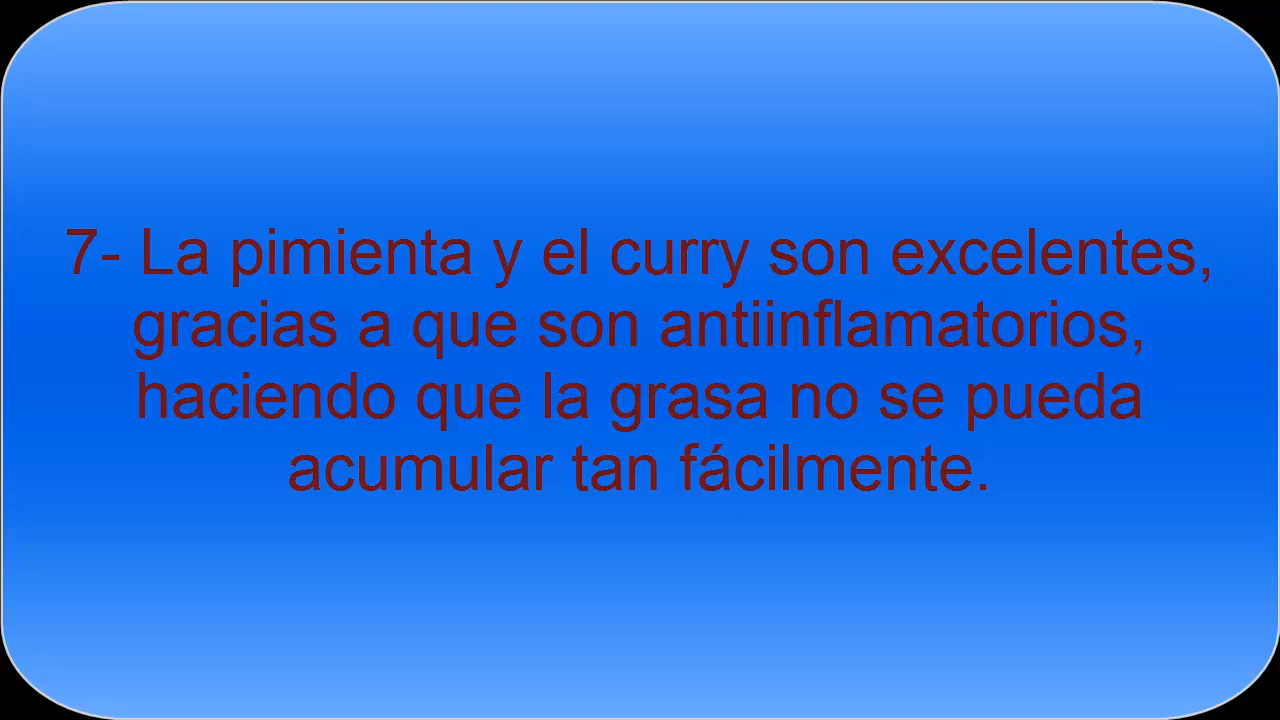 7- La pimienta y el curry son excelentes,
gracias a que son antiinflamatorios,
haciendo que la grasa no se pueda
acumular tan fácilmente.